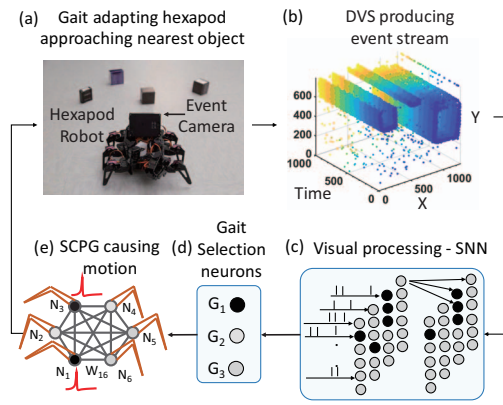 (a) Gait adapting hexapod
approaching nearest object
Hexapod
Robot
Event
Camera
(b) DVS producing
event stream
600
400
200
0
1000
500
0
0
500
1000
Time
X
Y
(e) SCPG causing
motion
N3
N4
N2
N5
N1
W16
N6
(d) Gait
Selection
neurons
G1
G2
G3
(c) Visual processing - SNN